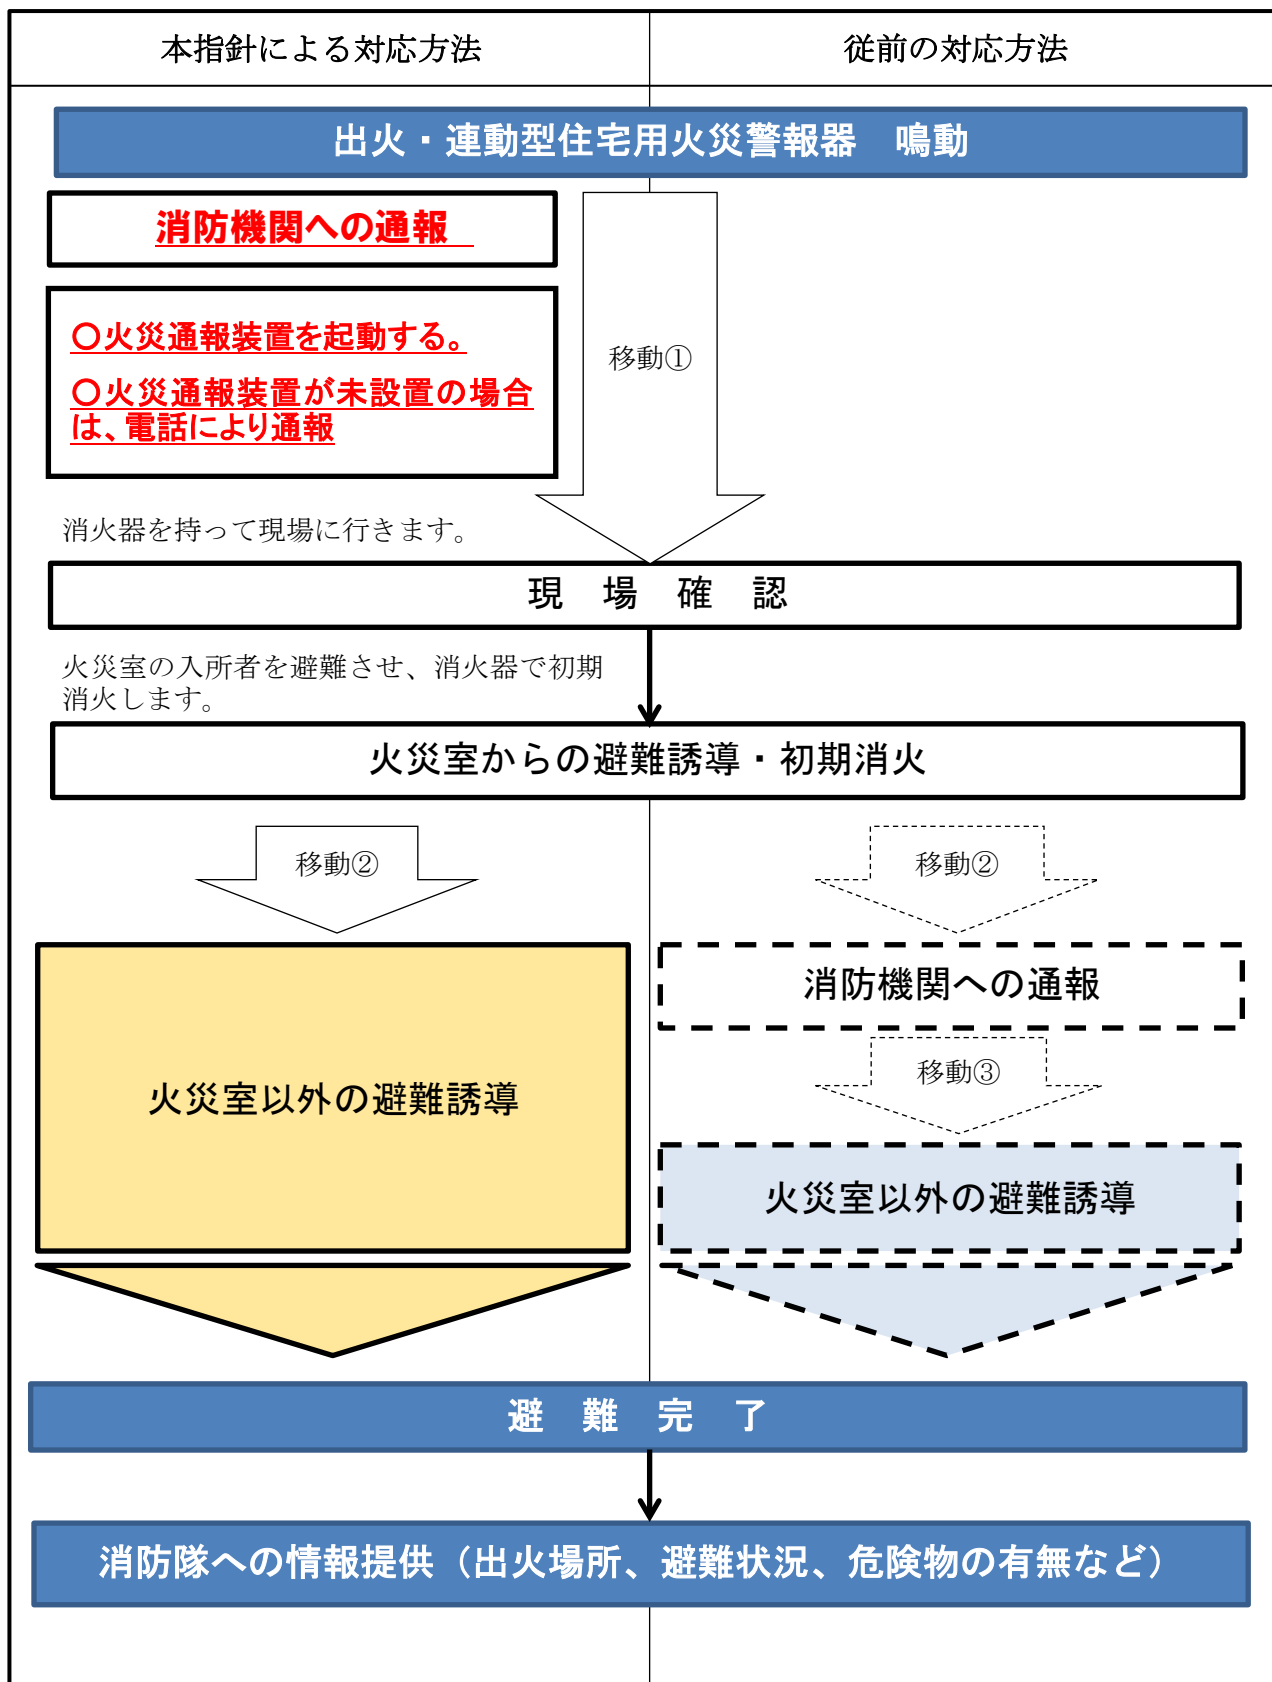 本指針による対応方法
従前の対応方法
出火・連動型住宅用火災警報器　鳴動
消防機関への通報
○火災通報装置を起動する。
○火災通報装置が未設置の場合
は、電話により通報
移動①
消火器を持って現場に行きます。
現　場　確　認
火災室の入所者を避難させ、消火器で初期
消火します。
火災室からの避難誘導・初期消火
移動②
移動②
消防機関への通報
移動③
火災室以外の避難誘導
火災室以外の避難誘導
避　難　完　了
消防隊への情報提供（出火場所、避難状況、危険物の有無など）